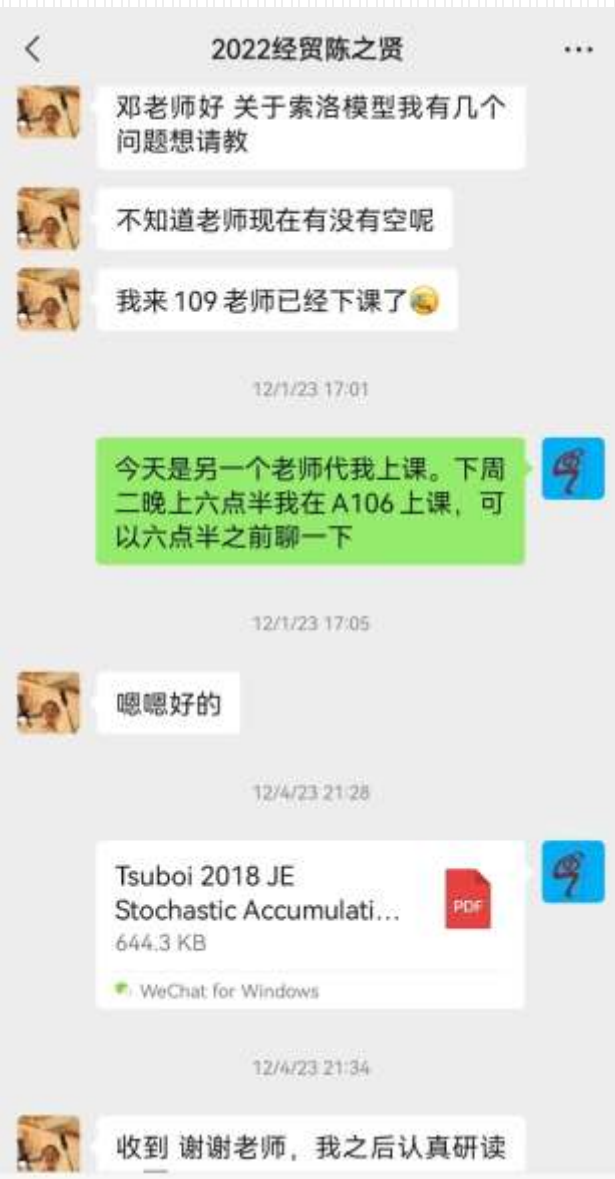 2022经贸陈之贤
邓老师好 关于索洛模型我有几个
问题想请教
不知道老师现在有没有空呢
我来 109 老师已经下课了
12/1/23 17:01
今天是另一个老师代我上课。下周
二晚上六点半我在 A106 上课，可
以六点半之前聊一下
12/1/23 17:05
嗯嗯好的
12/4/23 21:28
Tsuboi 2018 JE
Stochastic Accumulati...
PDF
644.3 KB
WeChat for Windows
12/4/23 21:34
收到 谢谢老师，我之后认真研读